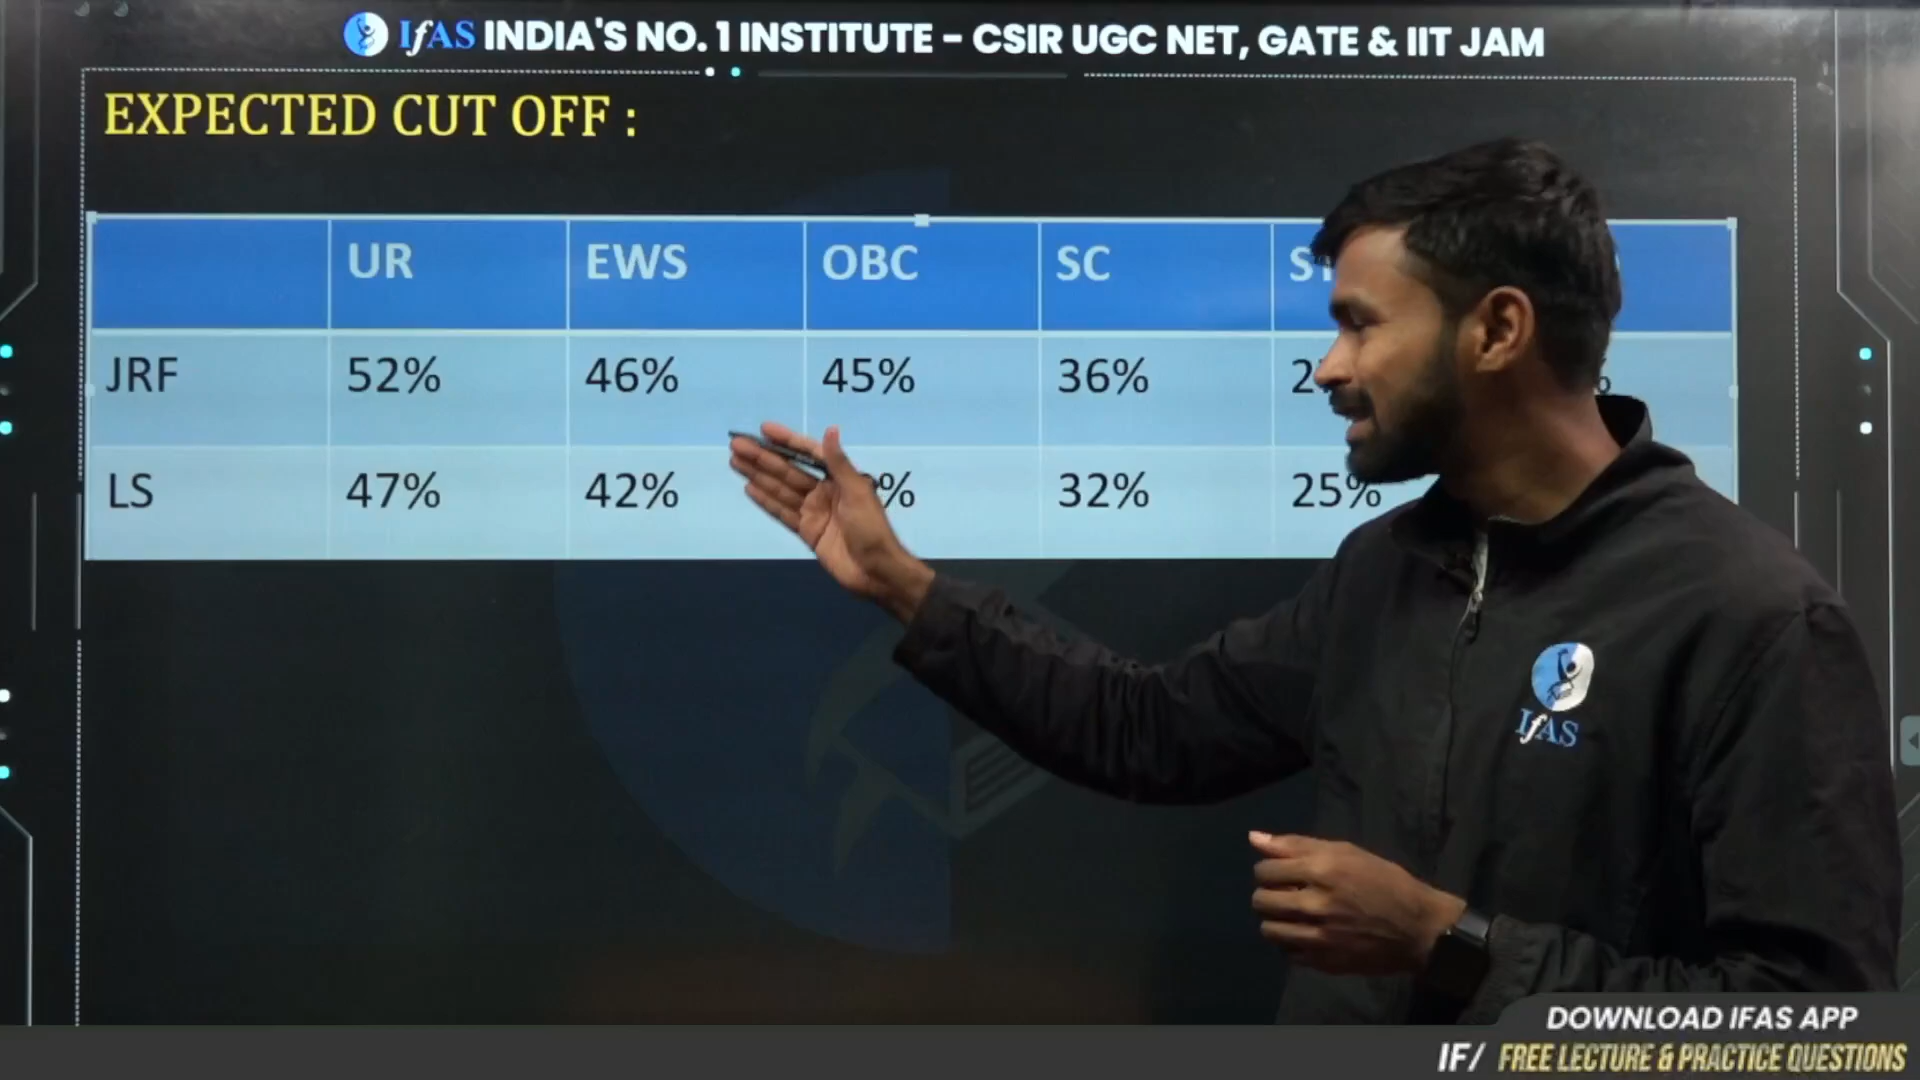 IfAS INDIA'S NO. 1 INSTITUTE - CSIR UGC NET, GATE & IIT JAM
EXPECTED CUT OFF :
UR EWS OBC SC
JRF 52% 46% 45% 36%
LS 47% 42% 32% 25%
IfAS
DOWNLOAD IFAS APP
IF/ FREE LECTURE & PRACTICE QUESTIONS